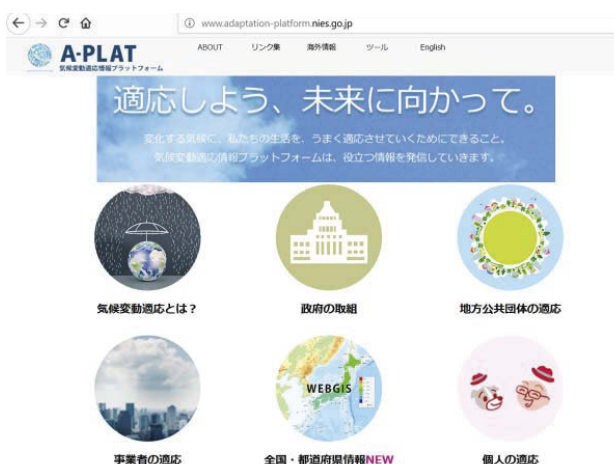 www.adaptation-platform.nies.go.jp
A-PLAT
気候変動適応情報プラットフォーム
ABOUT リンク集 海外情報 ツール English
適応しよう、未来に向かって。
変化する気候に、私たちの生活を、うまく適応させていくためにできること。
気候変動適応情報プラットフォームは、役立つ情報を発信していきます。
気候変動適応とは？ 政府の取組 地方公共団体の適応
WEBGIS
事業者の適応 全国・都道府県情報NEW 個人の適応